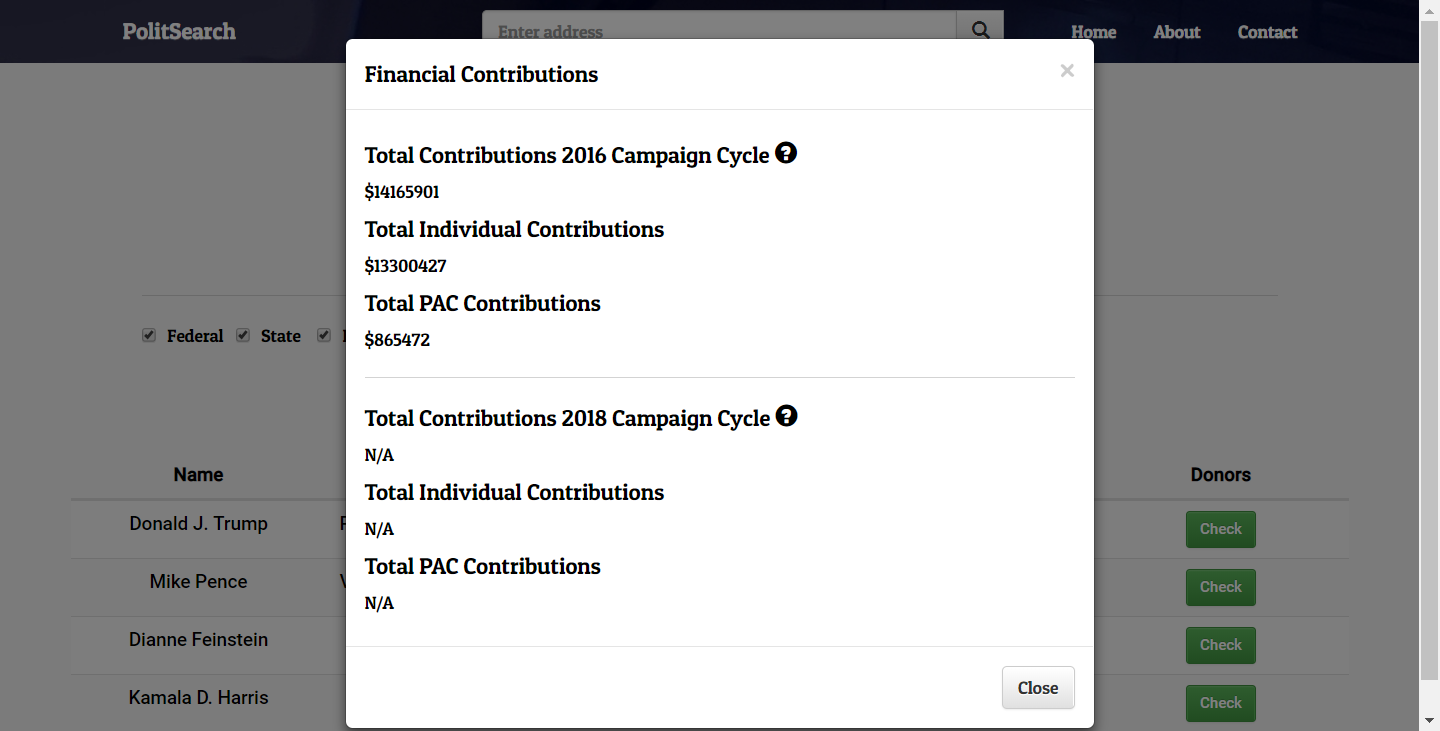 PolitSearch
Enter address
Home About Contact
Financial Contributions
×
Total Contributions 2016 Campaign Cycle ?
$14165901
Total Individual Contributions
$13300427
Total PAC Contributions
$865472
Federal State
Total Contributions 2018 Campaign Cycle ?
N/A
Total Individual Contributions
N/A
Total PAC Contributions
N/A
Close
Name Donors
Donald J. Trump Check
Mike Pence Check
Dianne Feinstein Check
Kamala D. Harris Check